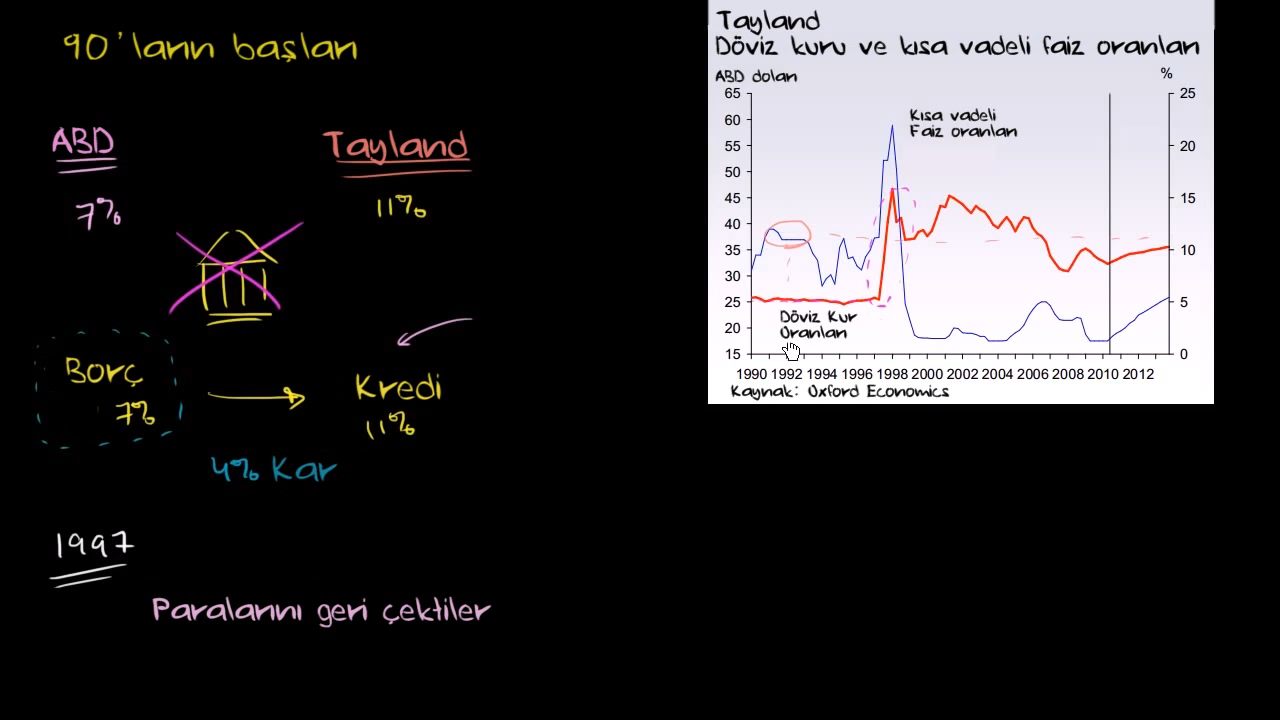 90'ların başları
ABD
Tayland
7%
11%
Borç
7%
Kredi
11%
4% Kar
1997
Paralarını geri çektiler
Tayland
Döviz kuru ve kısa vadeli faiz oranları
ABD doları
%
65
60
55
50
45
40
35
30
25
20
15
25
20
15
10
5
0
Kısa vadeli
Faiz oranları
Döviz Kur
Oranları
1990 1992 1994 1996 1998 2000 2002 2004 2006 2008 2010 2012
Kaynak: Oxford Economics